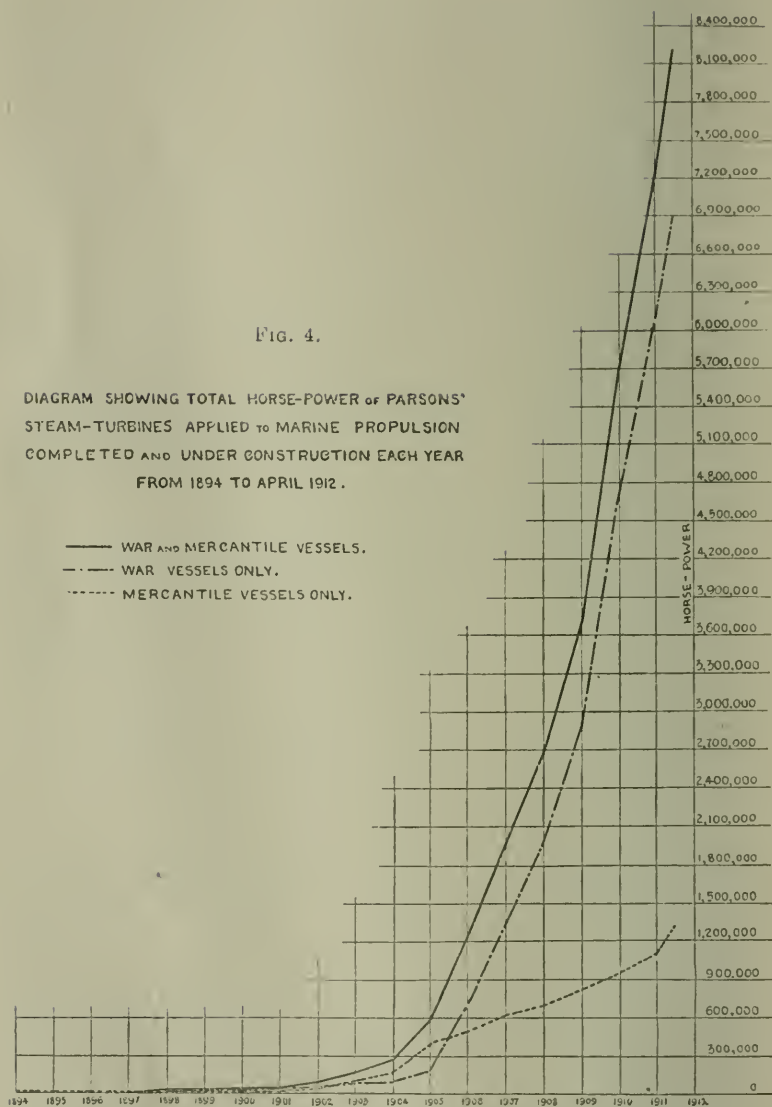 FIG. 4.
DIAGRAM SHOWING TOTAL HORSE-POWER OF PARSONS'
STEAM-TURBINES APPLIED TO MARINE PROPULSION
COMPLETED AND UNDER CONSTRUCTION EACH YEAR
FROM 1894 TO APRIL 1912.
WAR AND MERCANTILE VESSELS.
WAR VESSELS ONLY.
MERCANTILE VESSELS ONLY.
8,400,000
8,100,000
7,800,000
7,500,000
7,200,000
6,900,000
6,600,000
6,300,000
6,000,000
5,700,000
5,400,000
5,100,000
4,800,000
4,500,000
4,200,000
3,900,000
3,600,000
3,300,000
3,000,000
2,700,000
2,400,000
2,100,000
1,800,000
1,500,000
1,200,000
900,000
600,000
300,000
0
HORSE-POWER
1894 1895 1896 1897 1898 1899 1900 1901 1902 1903 1904 1905 1906 1907 1908 1909 1910 1911 1912